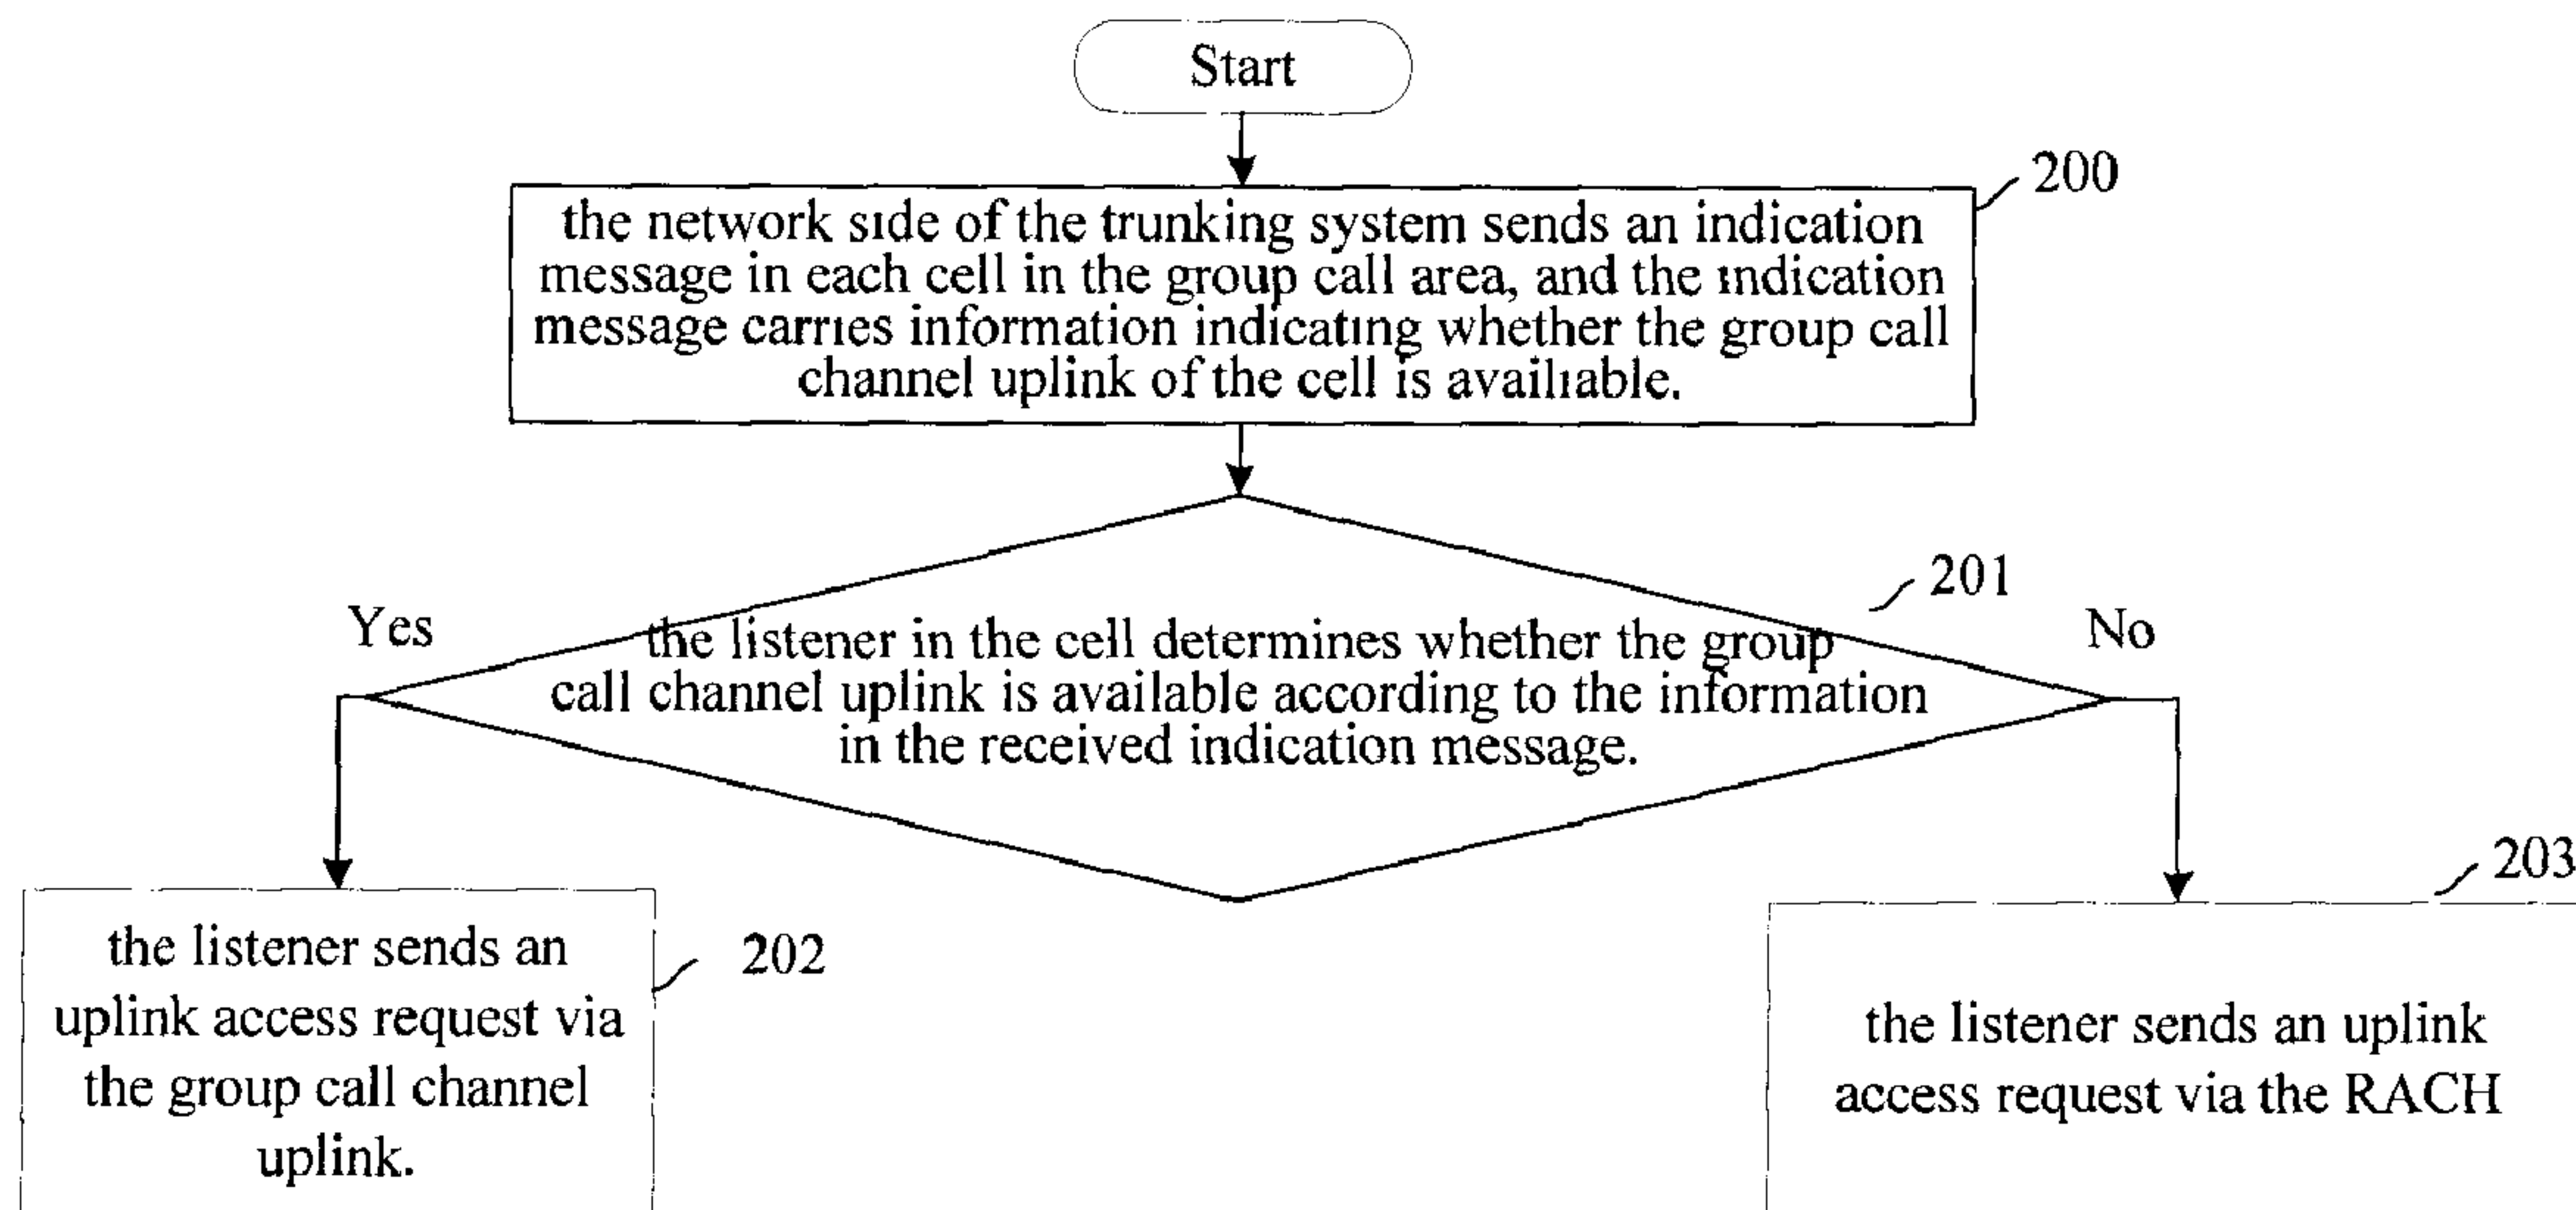 Start
200
the network side of the trunking system sends an indication
message in each cell in the group call area, and the indication
message carries information indicating whether the group call
channel uplink of the cell is availiable.
201
Yes
No
the listener in the cell determines whether the group
call channel uplink is available according to the information
in the received indication message.
203
202
the listener sends an
uplink access request via
the group call channel
uplink.
the listener sends an uplink
access request via the RACH